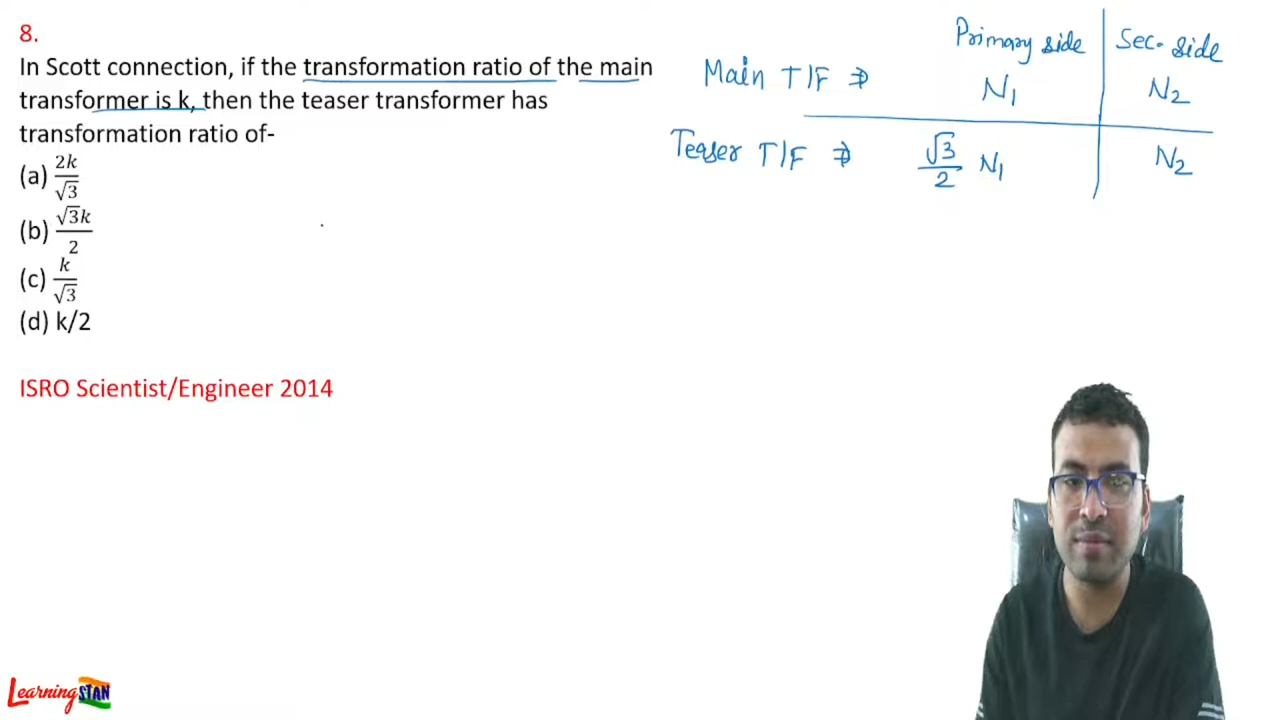 8.
In Scott connection, if the transformation ratio of the main
transformer is k, then the teaser transformer has
transformation ratio of-
(a) 2k/√3
(b) √3k/2
(c) k/√3
(d) k/2
ISRO Scientist/Engineer 2014
Primary side Sec. side
Main T/F ⇒ N₁ N₂
Teaser T/F ⇒ √3/2 N₁ N₂
Learning STAN